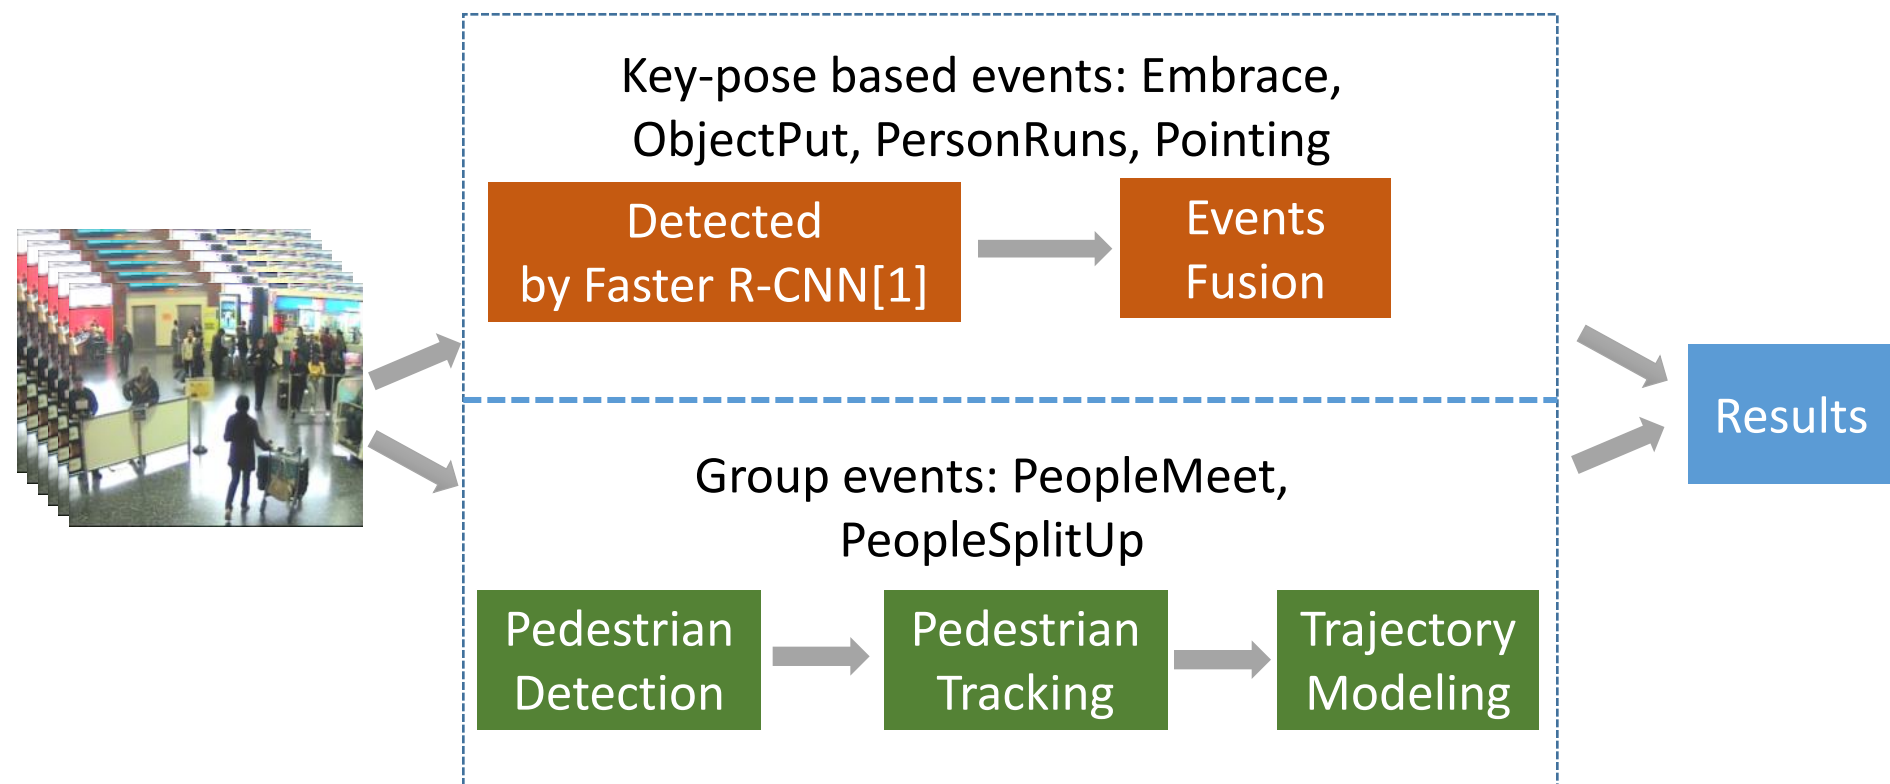 Key-pose based events: Embrace,
ObjectPut, PersonRuns, Pointing
Detected
by Faster R-CNN[1]
Events
Fusion
Results
Group events: PeopleMeet,
PeopleSplitUp
Pedestrian
Detection
Pedestrian
Tracking
Trajectory
Modeling